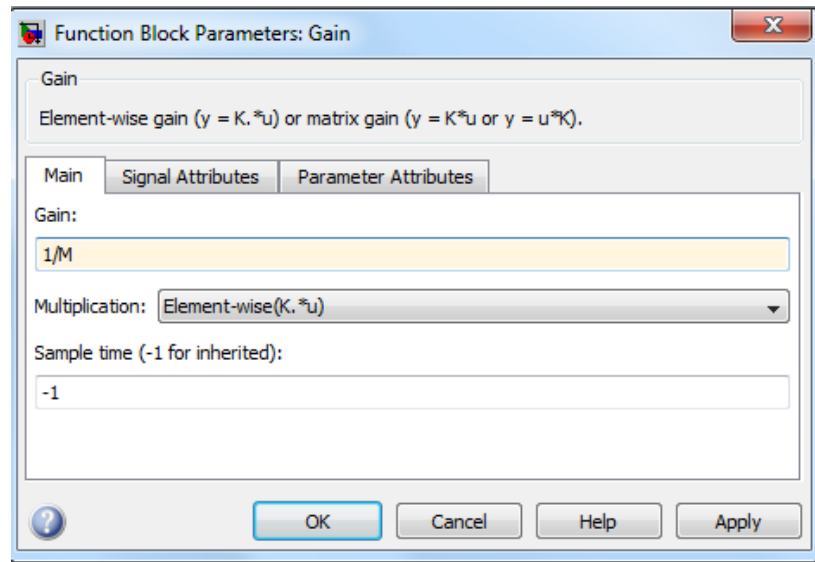 Function Block Parameters: Gain
Gain
Element-wise gain (y = K.*u) or matrix gain (y = K*u or y = u*K).
Main Signal Attributes Parameter Attributes
Gain:
1/M
Multiplication: Element-wise(K.*u)
Sample time (-1 for inherited):
-1
OK Cancel Help Apply